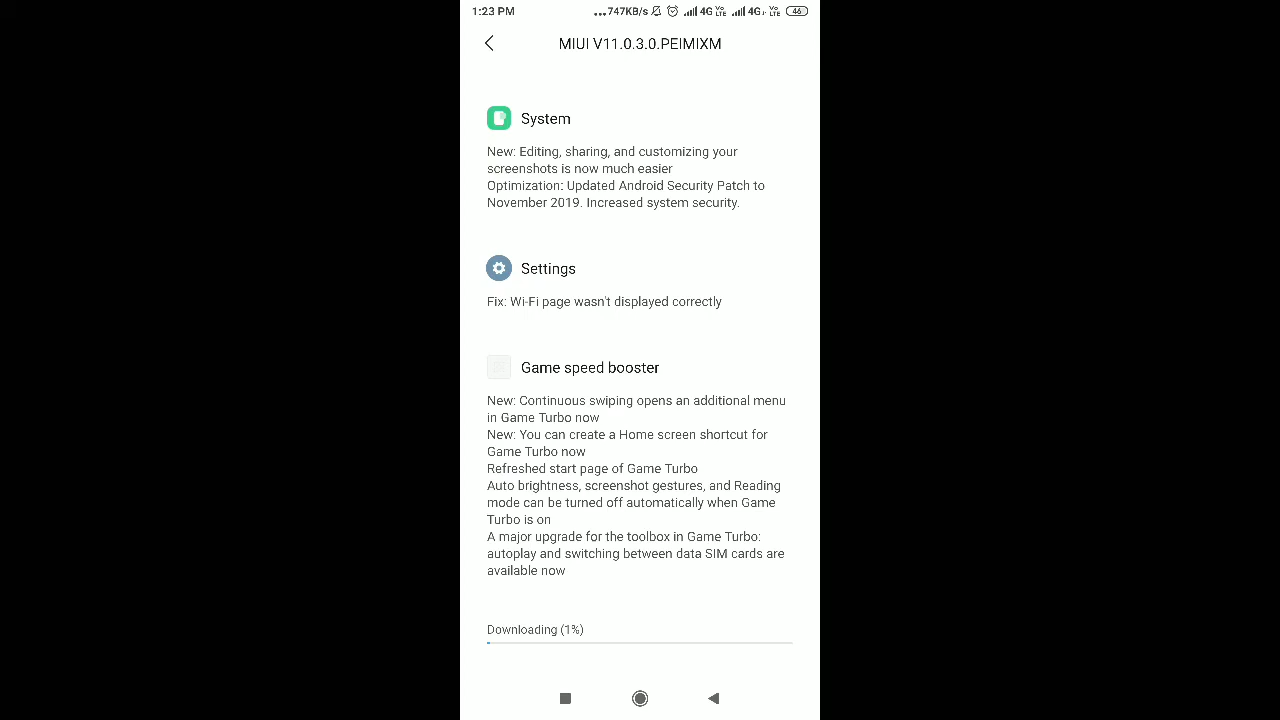 1:23 PM ...747KB/s 4G Vo LTE 4G Vo LTE 46
MIUI V11.0.3.0.PEIMIXM
System
New: Editing, sharing, and customizing your
screenshots is now much easier
Optimization: Updated Android Security Patch to
November 2019. Increased system security.
Settings
Fix: Wi-Fi page wasn't displayed correctly
Game speed booster
New: Continuous swiping opens an additional menu
in Game Turbo now
New: You can create a Home screen shortcut for
Game Turbo now
Refreshed start page of Game Turbo
Auto brightness, screenshot gestures, and Reading
mode can be turned off automatically when Game
Turbo is on
A major upgrade for the toolbox in Game Turbo:
autoplay and switching between data SIM cards are
available now
Downloading (1%)